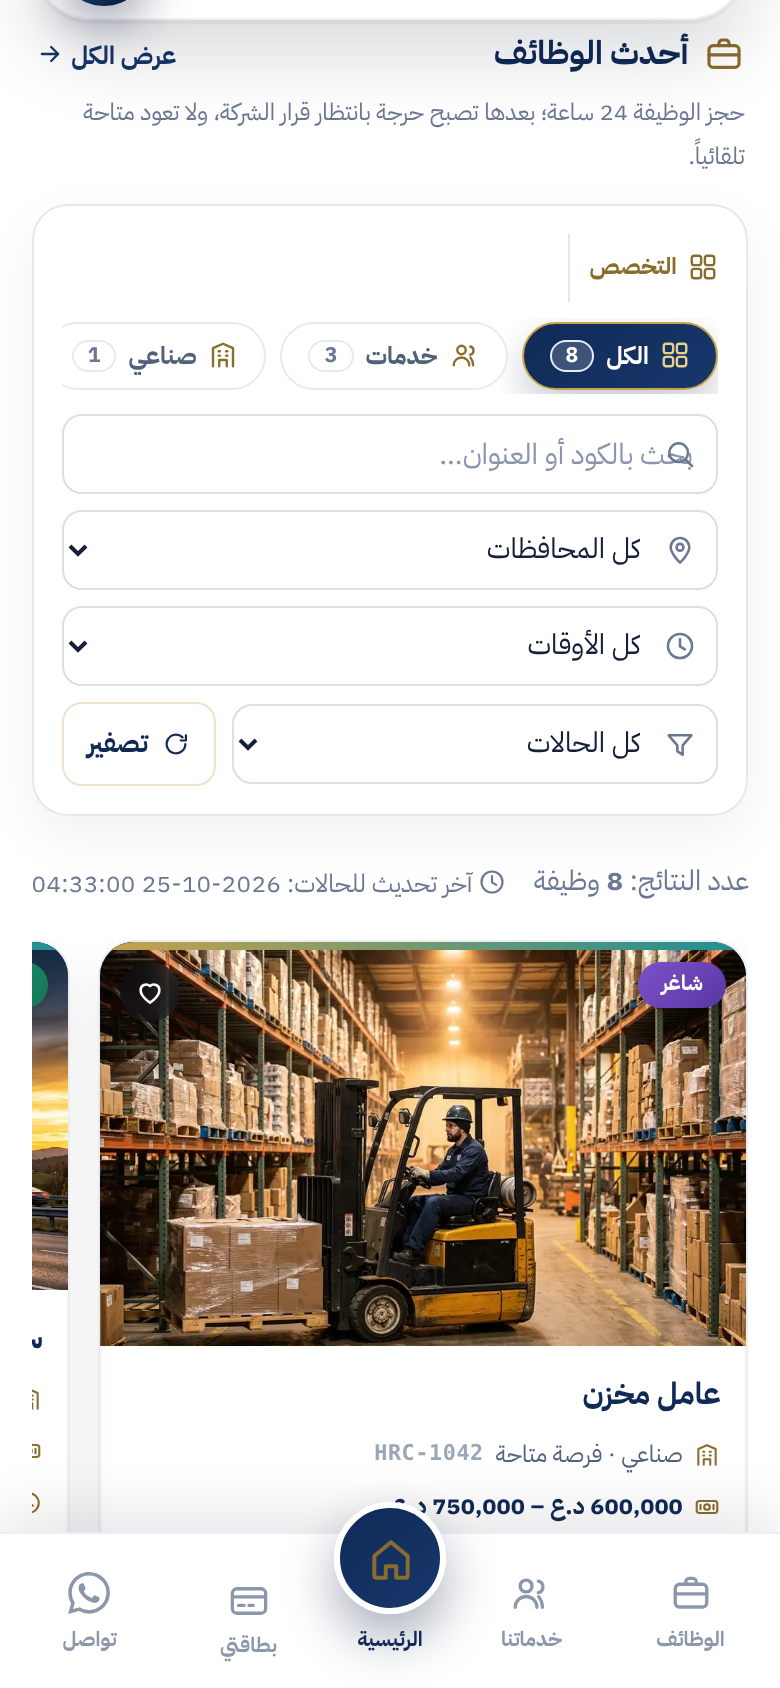 أحدث الوظائف
عرض الكل
حجز الوظيفة 24 ساعة؛ بعدها تصبح حرجة بانتظار قرار الشركة، ولا تعود متاحة
تلقائياً.
التخصص
الكل 8
خدمات 3
صناعي 1
بحث بالكود أو العنوان...
كل المحافظات
كل الأوقات
كل الحالات
تصفير
عدد النتائج: 8 وظيفة
آخر تحديث للحالات: 2026-10-25 04:33:00
شاغر
عامل مخزن
صناعي · فرصة متاحة HRC-1042
600,000 د.ع – 750,000 د.ع
الوظائف
خدماتنا
الرئيسية
بطاقتي
تواصل